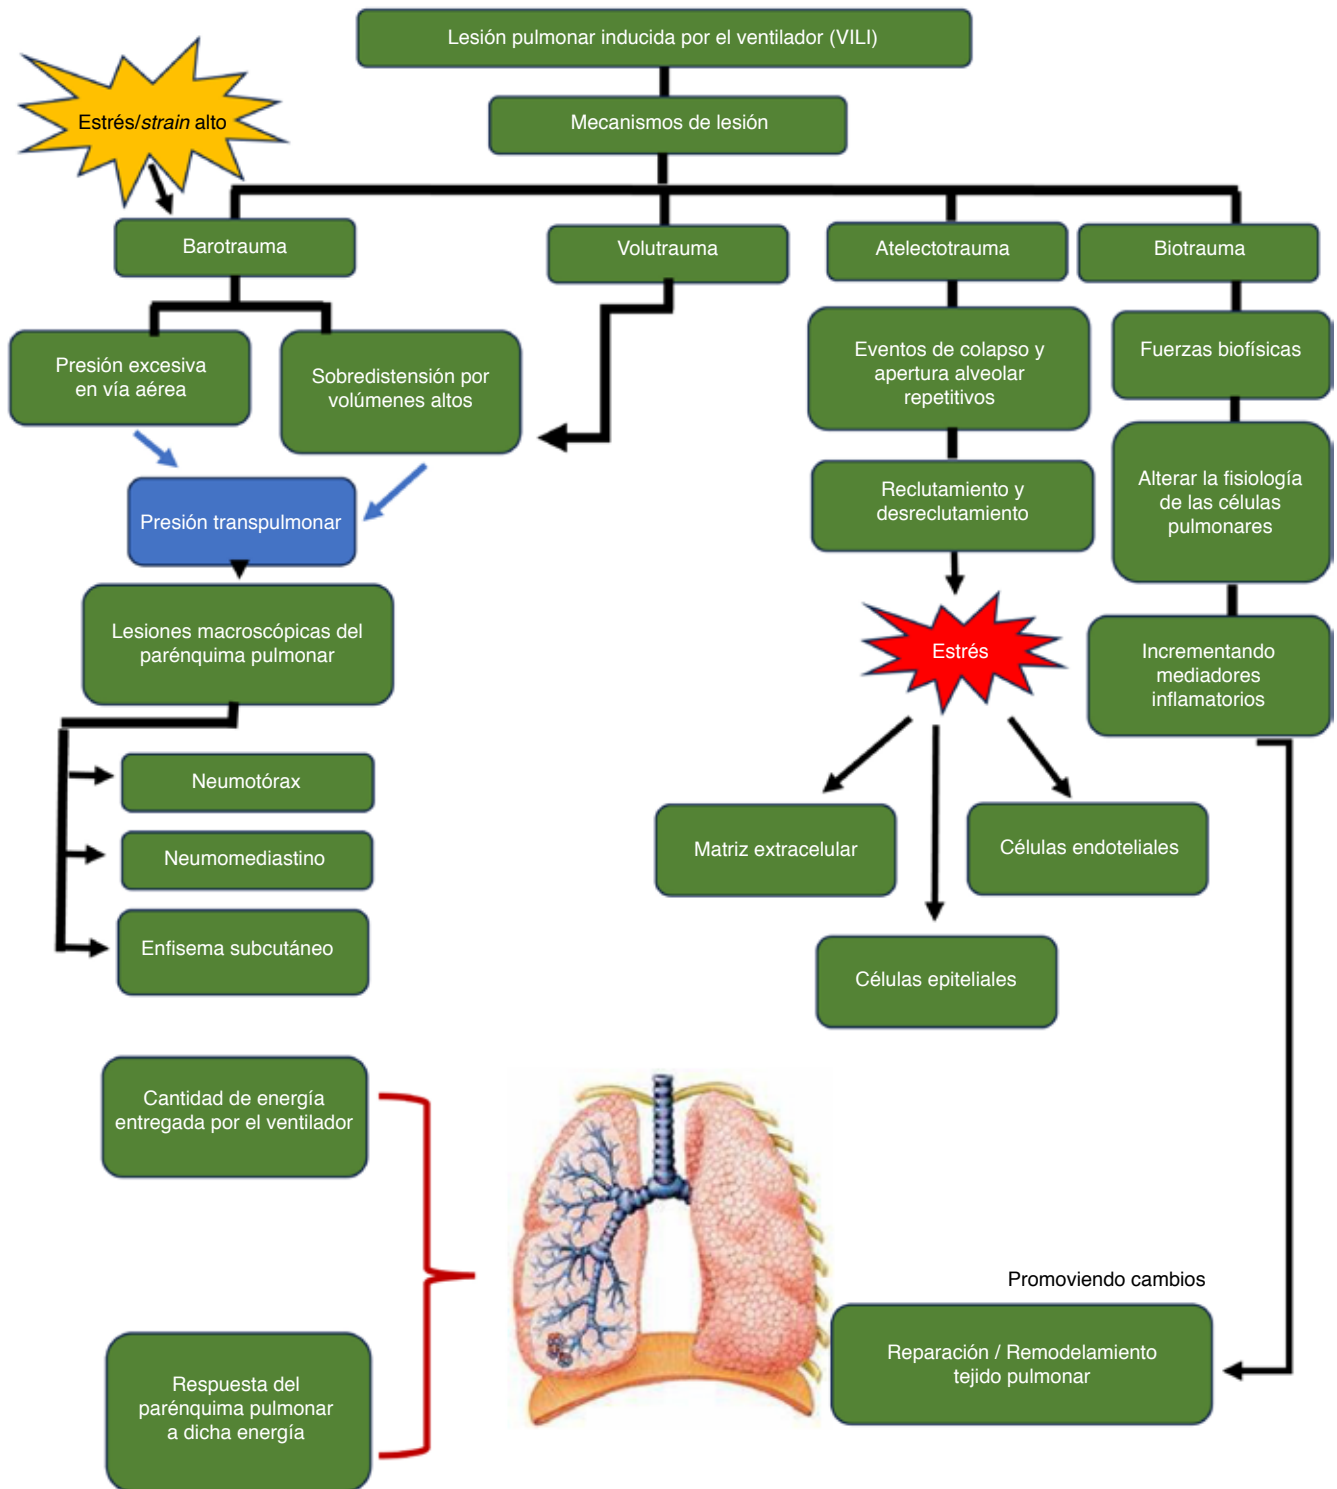 Lesión pulmonar inducida por el ventilador (VILI)
Estrés/strain alto
Mecanismos de lesión
Barotrauma
Volutrauma
Atelectotrauma
Biotrauma
Presión excesiva
en vía aérea
Sobredistensión por
volúmenes altos
Eventos de colapso y
apertura alveolar
repetitivos
Fuerzas biofísicas
Presión transpulmonar
Reclutamiento y
desreclutamiento
Alterar la fisiología
de las células
pulmonares
Lesiones macroscópicas del
parénquima pulmonar
Estrés
Incrementando
mediadores
inflamatorios
Neumotórax
Neumomediastino
Enfisema subcutáneo
Matriz extracelular
Células endoteliales
Células epiteliales
Cantidad de energía
entregada por el ventilador
Respuesta del
parénquima pulmonar
a dicha energía
Promoviendo cambios
Reparación / Remodelamiento
tejido pulmonar